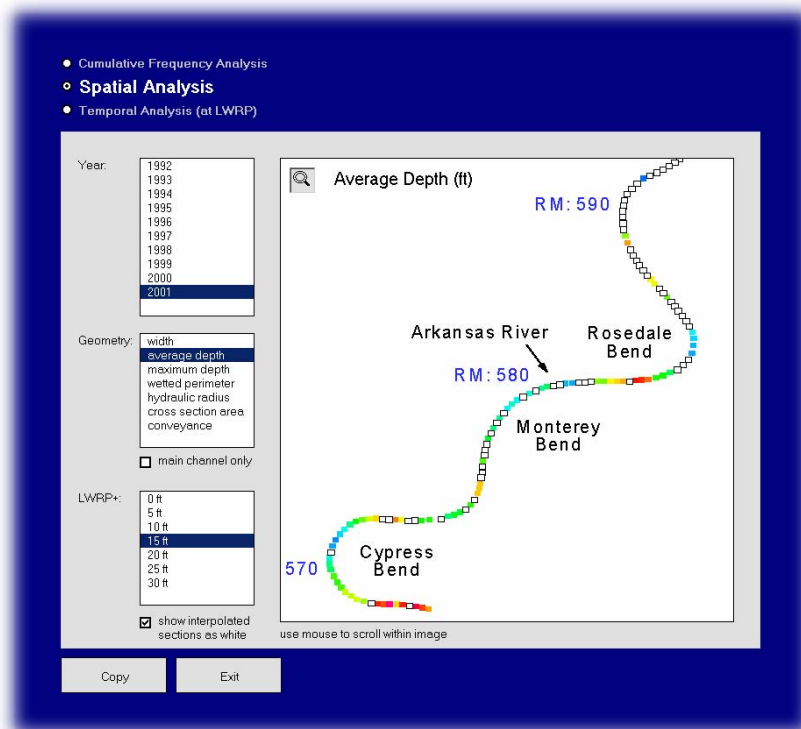 Cumulative Frequency Analysis
Spatial Analysis
Temporal Analysis (at LWRP)
Year:
1992
1993
1994
1995
1996
1997
1998
1999
2000
2001
Geometry:
width
average depth
maximum depth
wetted perimeter
hydraulic radius
cross section area
conveyance
main channel only
LWRP+:
0 ft
5 ft
10 ft
15 ft
20 ft
25 ft
30 ft
show interpolated
sections as white
Average Depth (ft)
RM: 590
Arkansas River
Rosedale
Bend
RM: 580
Monterey
Bend
Cypress
Bend
570
use mouse to scroll within image
Copy
Exit